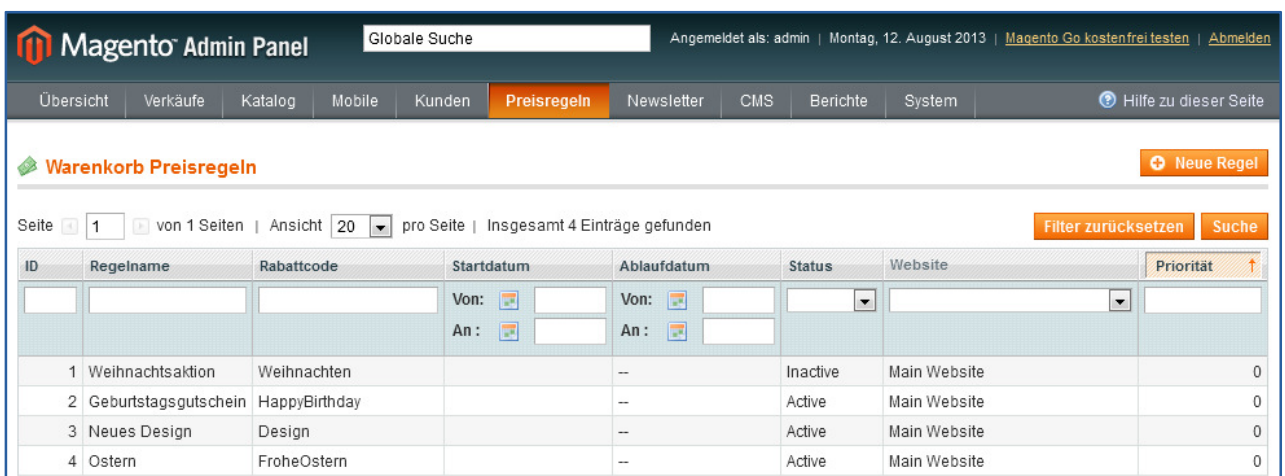 Magento™ Admin Panel Globale Suche Angemeldet als: admin | Montag, 12. August 2013 | Magento Go kostenfrei testen | Abmelden
Übersicht Verkäufe Katalog Mobile Kunden Preisregeln Newsletter CMS Berichte System Hilfe zu dieser Seite
Warenkorb Preisregeln Neue Regel
Seite 1 von 1 Seiten | Ansicht 20 pro Seite | Insgesamt 4 Einträge gefunden Filter zurücksetzen Suche
ID Regelname Rabattcode Startdatum Ablaufdatum Status Website Priorität
Von: Von:
An : An :
1 Weihnachtsaktion Weihnachten -- Inactive Main Website 0
2 Geburtstagsgutschein HappyBirthday -- Active Main Website 0
3 Neues Design Design -- Active Main Website 0
4 Ostern FroheOstern -- Active Main Website 0